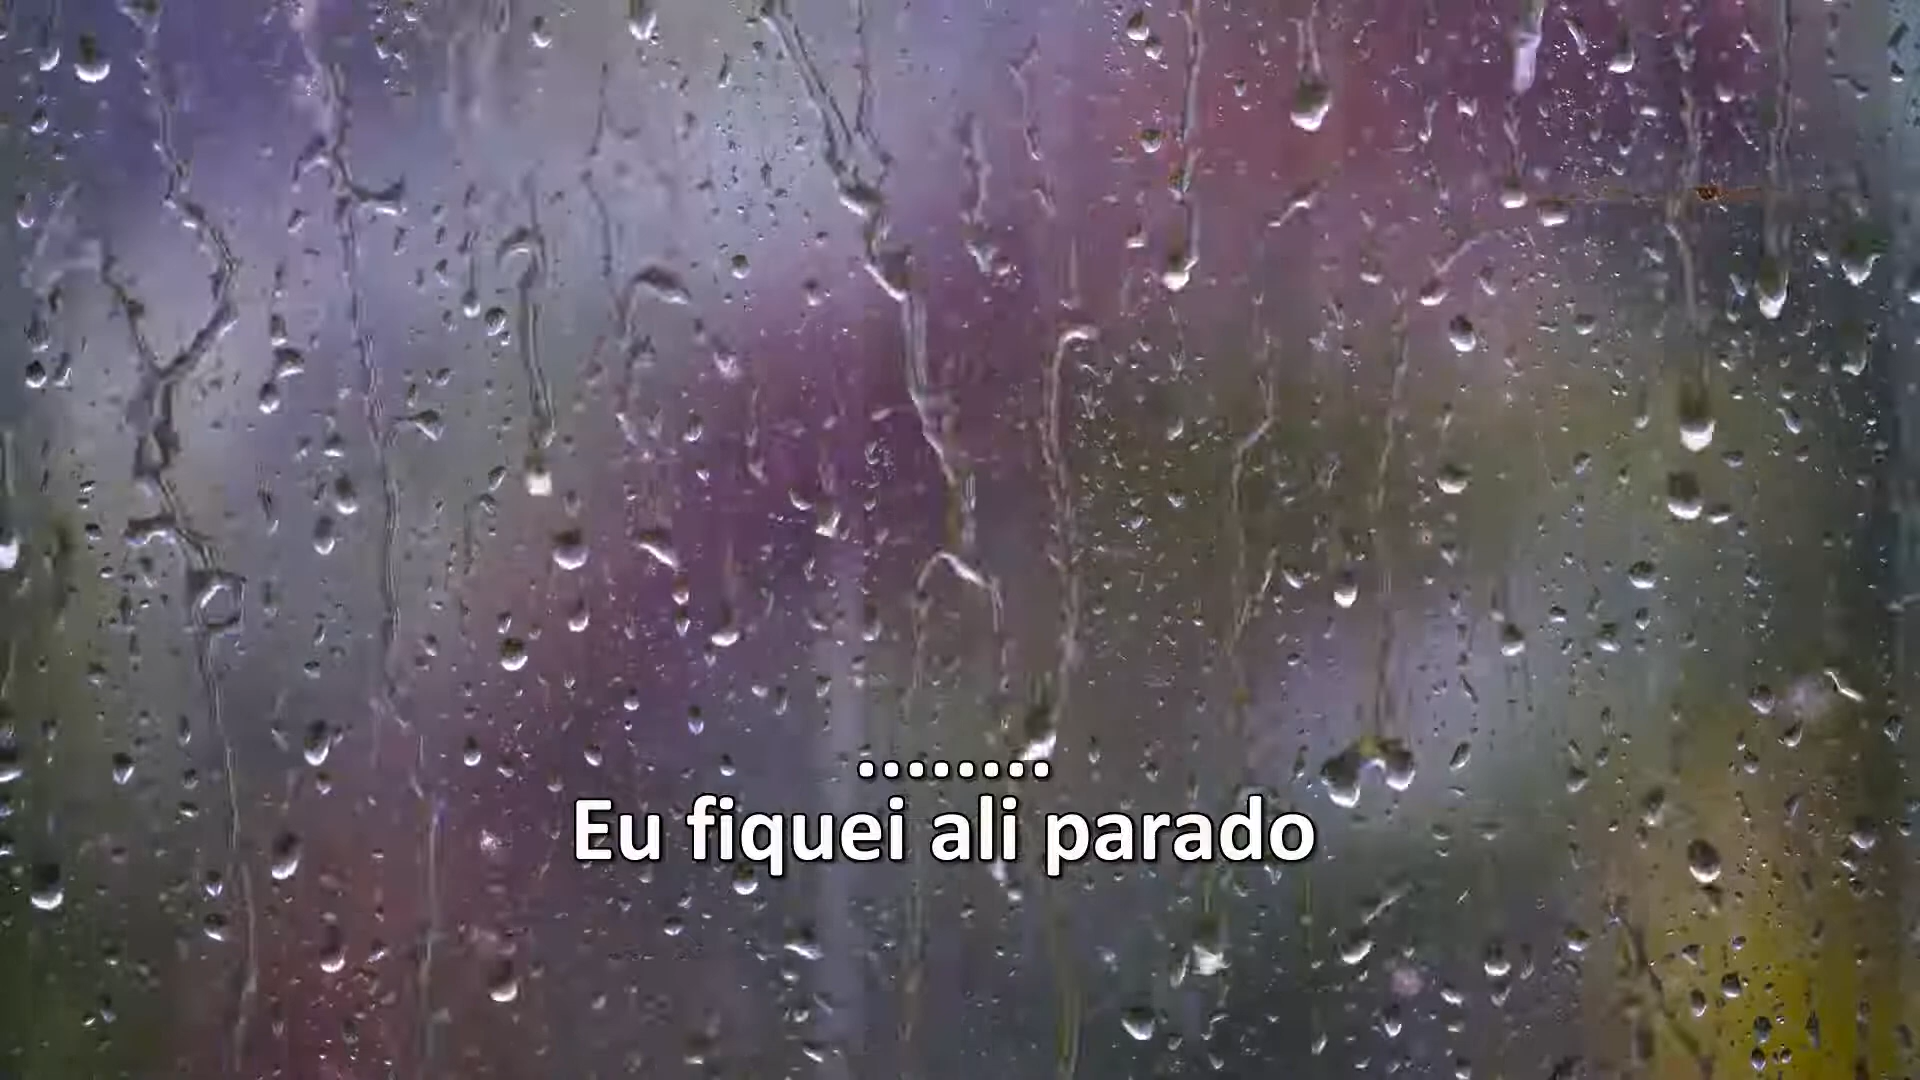 ........
Eu fiquei ali parado